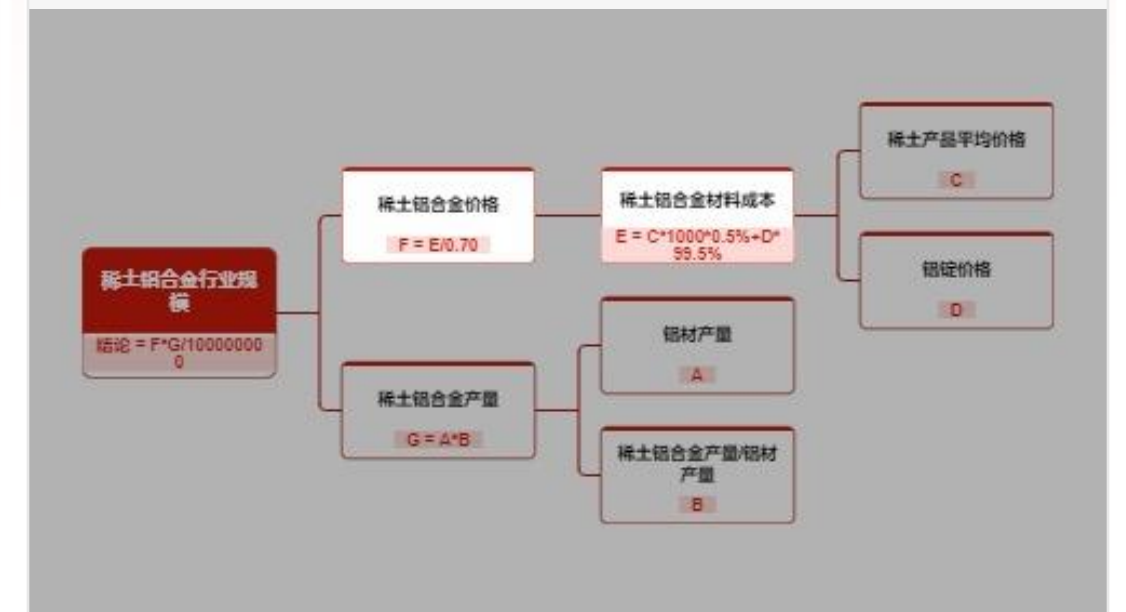 稀土铝合金行业规
模
结论 = F*G/10000000
0
稀土铝合金价格
F = E/0.70
稀土铝合金产量
G = A*B
稀土铝合金材料成本
E = C*1000*0.5%+D*
99.5%
铝材产量
A
稀土铝合金产量/铝材
产量
B
稀土产品平均价格
C
铝锭价格
D